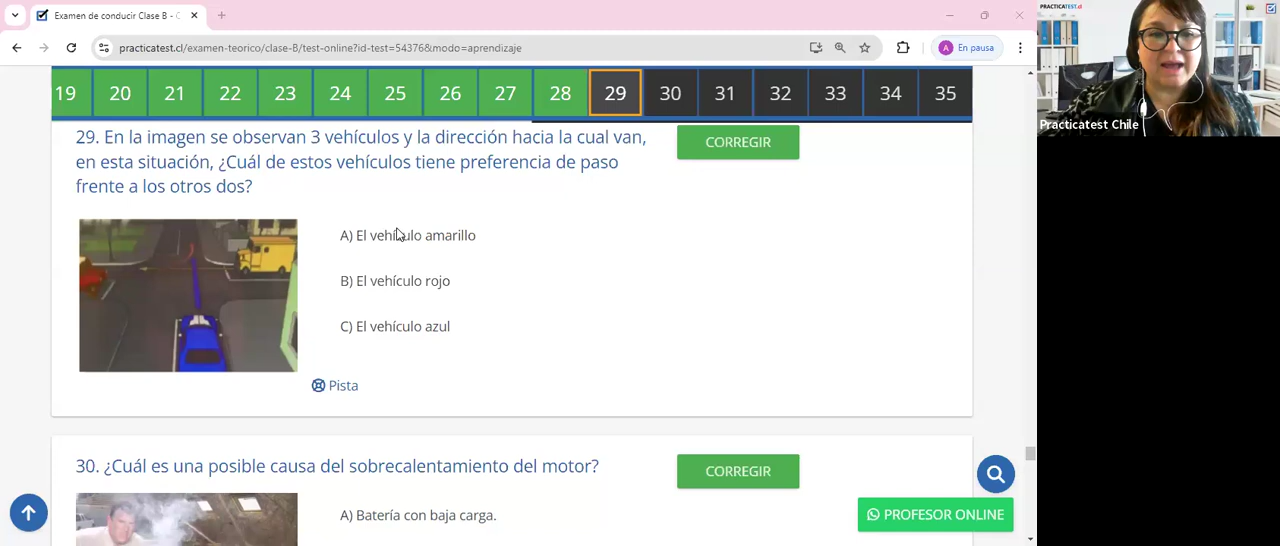 Examen de conducir Clase B - C
practicatest.cl/examen-teorico/clase-B/test-online?id-test=54376&modo=aprendizaje
A En pausa
PRACTICATEST.cl
Practicatest Chile
19 20 21 22 23 24 25 26 27 28 29 30 31 32 33 34 35
29. En la imagen se observan 3 vehículos y la dirección hacia la cual van,
en esta situación, ¿Cuál de estos vehículos tiene preferencia de paso
frente a los otros dos?
CORREGIR
A) El vehículo amarillo
B) El vehículo rojo
C) El vehículo azul
Pista
30. ¿Cuál es una posible causa del sobrecalentamiento del motor?
CORREGIR
A) Batería con baja carga.
PROFESOR ONLINE